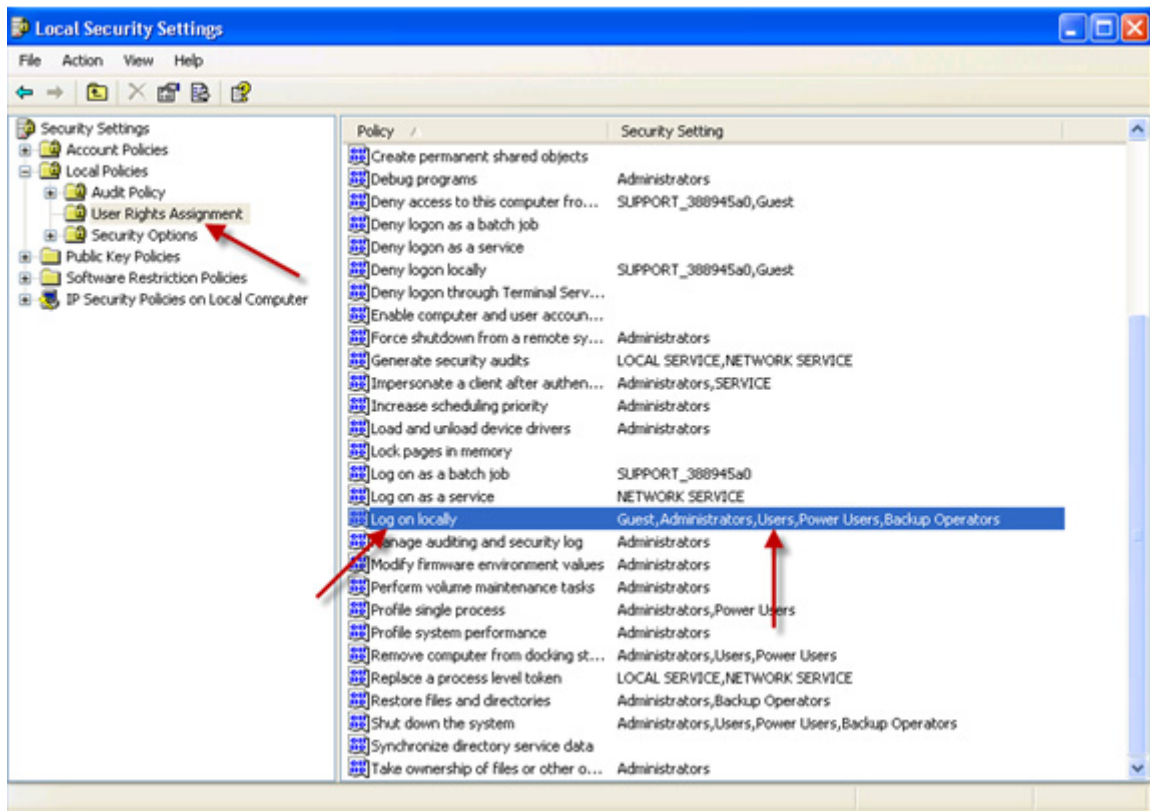 Local Security Settings
File Action View Help
Security Settings
Account Policies
Local Policies
Audit Policy
User Rights Assignment
Security Options
Public Key Policies
Software Restriction Policies
IP Security Policies on Local Computer
Policy Security Setting
Create permanent shared objects
Debug programs Administrators
Deny access to this computer fro... SUPPORT_388945a0,Guest
Deny logon as a batch job
Deny logon as a service
Deny logon locally SUPPORT_388945a0,Guest
Deny logon through Terminal Serv...
Enable computer and user accoun...
Force shutdown from a remote sy... Administrators
Generate security audits LOCAL SERVICE,NETWORK SERVICE
Impersonate a client after authen... Administrators,SERVICE
Increase scheduling priority Administrators
Load and unload device drivers Administrators
Lock pages in memory
Log on as a batch job SUPPORT_388945a0
Log on as a service NETWORK SERVICE
Log on locally Guest,Administrators,Users,Power Users,Backup Operators
Manage auditing and security log Administrators
Modify firmware environment values Administrators
Perform volume maintenance tasks Administrators
Profile single process Administrators,Power Users
Profile system performance Administrators
Remove computer from docking st... Administrators,Users,Power Users
Replace a process level token LOCAL SERVICE,NETWORK SERVICE
Restore files and directories Administrators,Backup Operators
Shut down the system Administrators,Users,Power Users,Backup Operators
Synchronize directory service data
Take ownership of files or other o... Administrators